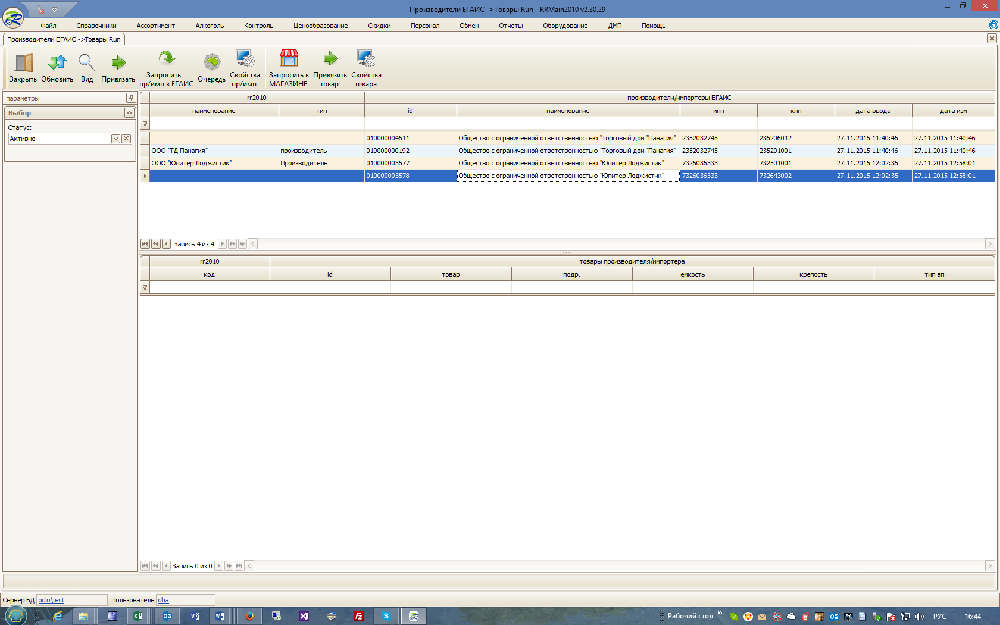 Производители ЕГАИС ->Товары Run - RRMain2010 v2.30.29
Файл Справочники Ассортимент Алкоголь Контроль Ценообразование Скидки Персонал Обмен Отчеты Оборудование ДМП Помощь
Производители ЕГАИС ->Товары Run
Закрыть Обновить Вид Привязать Запросить пр/имп в ЕГАИС Очередь Свойства пр/имп Запросить в МАГАЗИНЕ Привязять товар Свойства товара
параметры
Выбор
Статус:
Активно
rr2010 производители/импортеры ЕГАИС
наименование тип id наименование инн кпп дата ввода дата изм
010000004611 Общество с ограниченной ответственностью "Торговый дом "Панагия" 2352032745 235206012 27.11.2015 11:40:46 27.11.2015 11:40:46
ООО "ТД Панагия" производитель 010000000192 Общество с ограниченной ответственностью "Торговый дом "Панагия" 2352032745 235201001 27.11.2015 11:40:46 27.11.2015 11:40:46
ООО "Юпитер Лоджистик" Производитель 010000003577 Общество с ограниченной ответственностью "Юпитер Лоджистик" 7326036333 732501001 27.11.2015 12:02:35 27.11.2015 12:58:01
010000003578 Общество с ограниченной ответственностью "Юпитер Лоджистик" 7326036333 732643002 27.11.2015 12:02:35 27.11.2015 12:58:01
Запись 4 из 4
rr2010 товары производителя/импортера
код id товар подр. емкость крепость тип ап
Запись 0 из 0
Сервер БД odin\test Пользователь dba
Рабочий стол » РУС 16:44